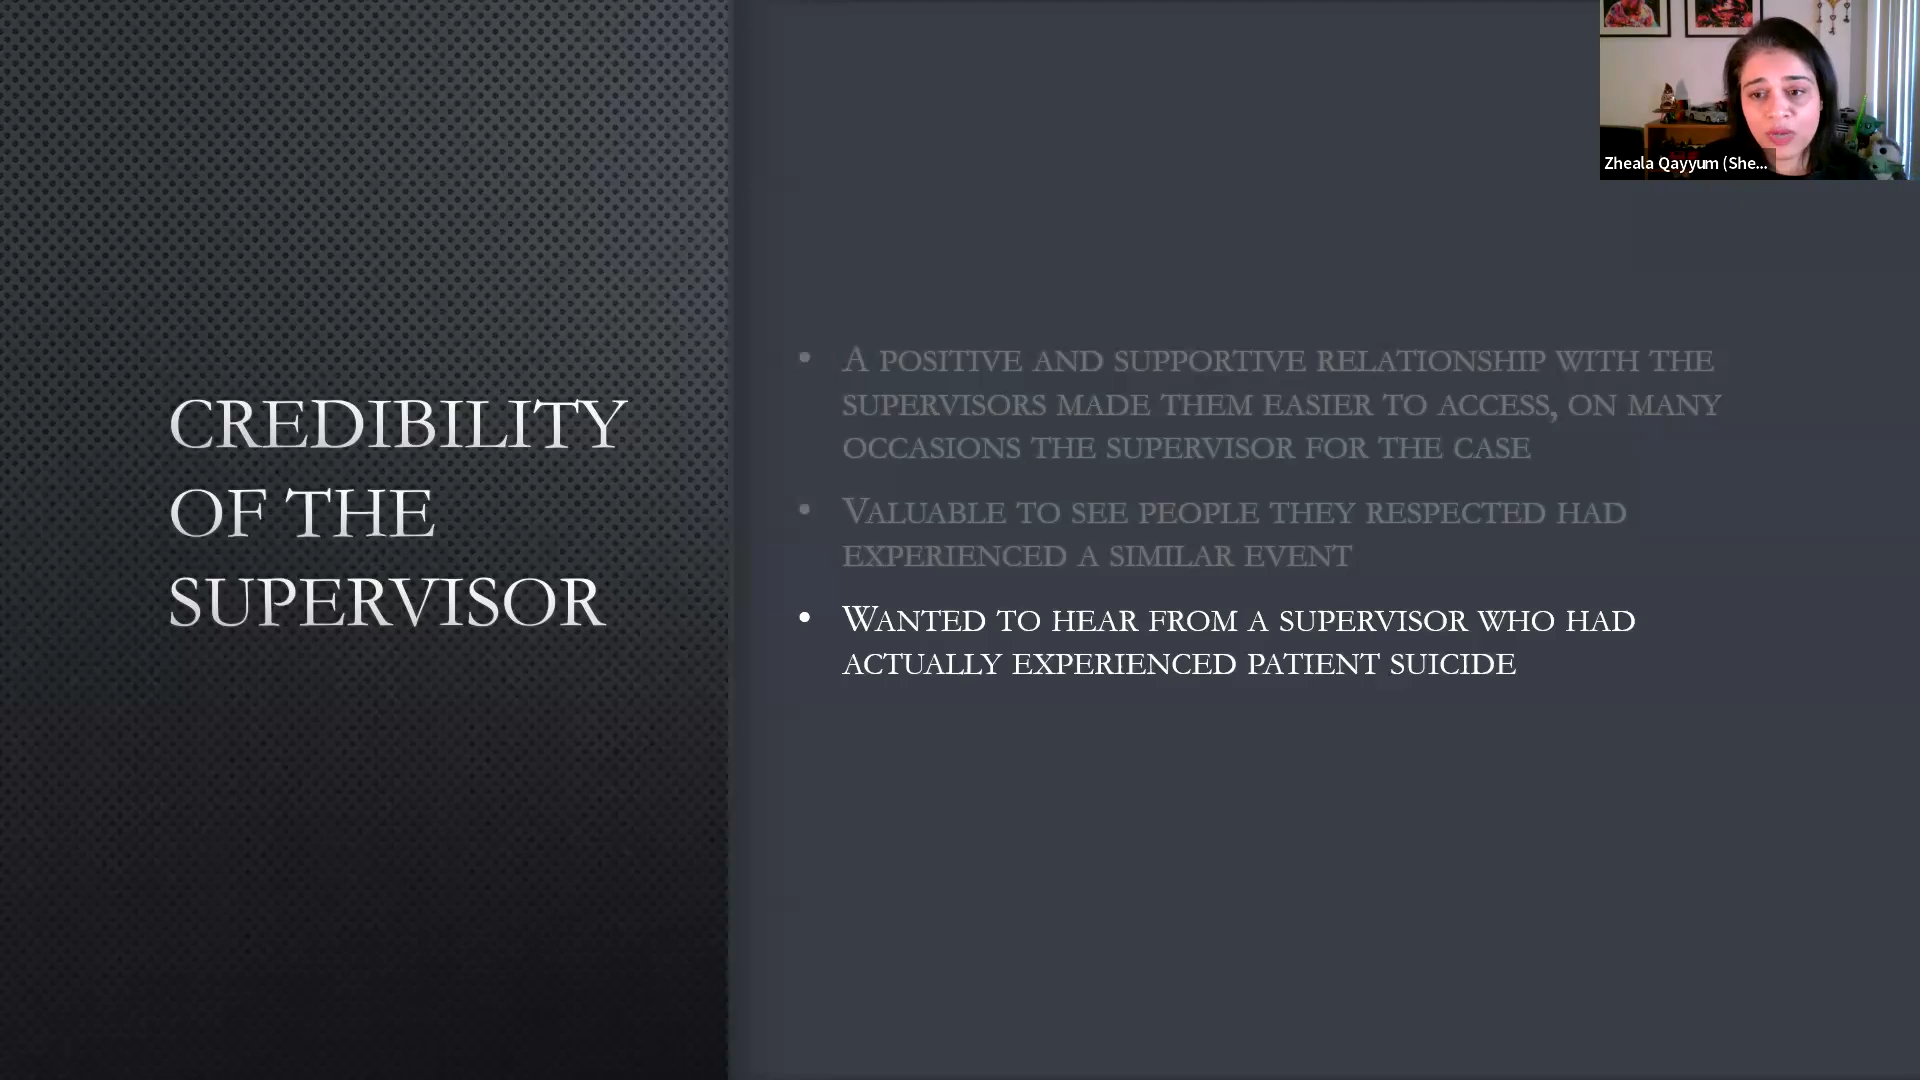 Zheala Qayyum (She...
CREDIBILITY
OF THE
SUPERVISOR
• A POSITIVE AND SUPPORTIVE RELATIONSHIP WITH THE
SUPERVISORS MADE THEM EASIER TO ACCESS, ON MANY
OCCASIONS THE SUPERVISOR FOR THE CASE
• VALUABLE TO SEE PEOPLE THEY RESPECTED HAD
EXPERIENCED A SIMILAR EVENT
• WANTED TO HEAR FROM A SUPERVISOR WHO HAD
ACTUALLY EXPERIENCED PATIENT SUICIDE